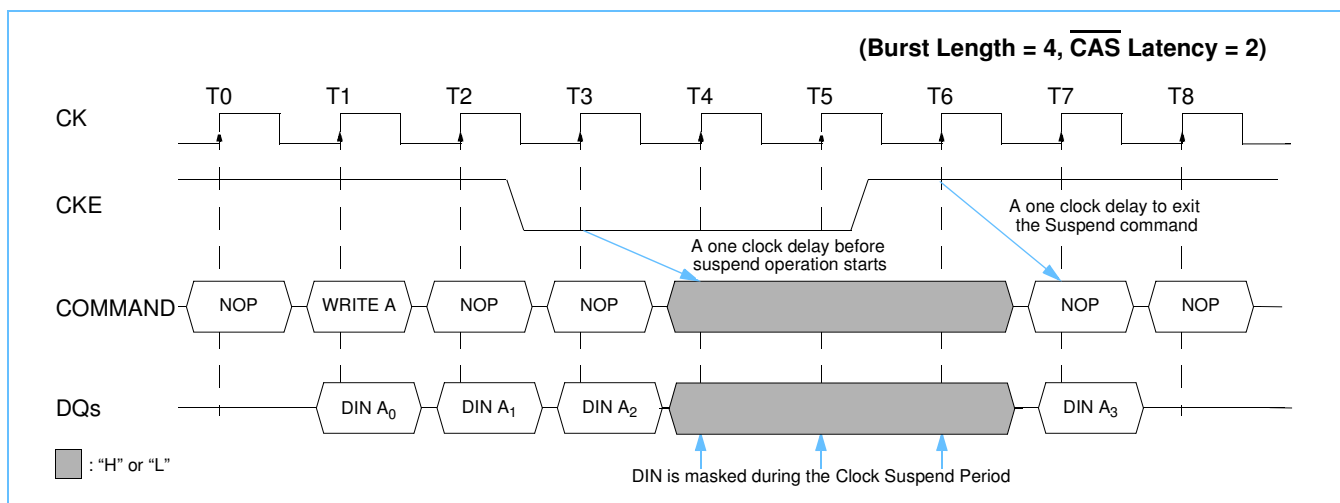 (Burst Length = 4, CAS Latency = 2)
T0 T1 T2 T3 T4 T5 T6 T7 T8
CK
CKE
A one clock delay to exit
the Suspend command
A one clock delay before
suspend operation starts
COMMAND NOP WRITE A NOP NOP NOP NOP
DQs DIN A0 DIN A1 DIN A2 DIN A3
: “H” or “L”
DIN is masked during the Clock Suspend Period